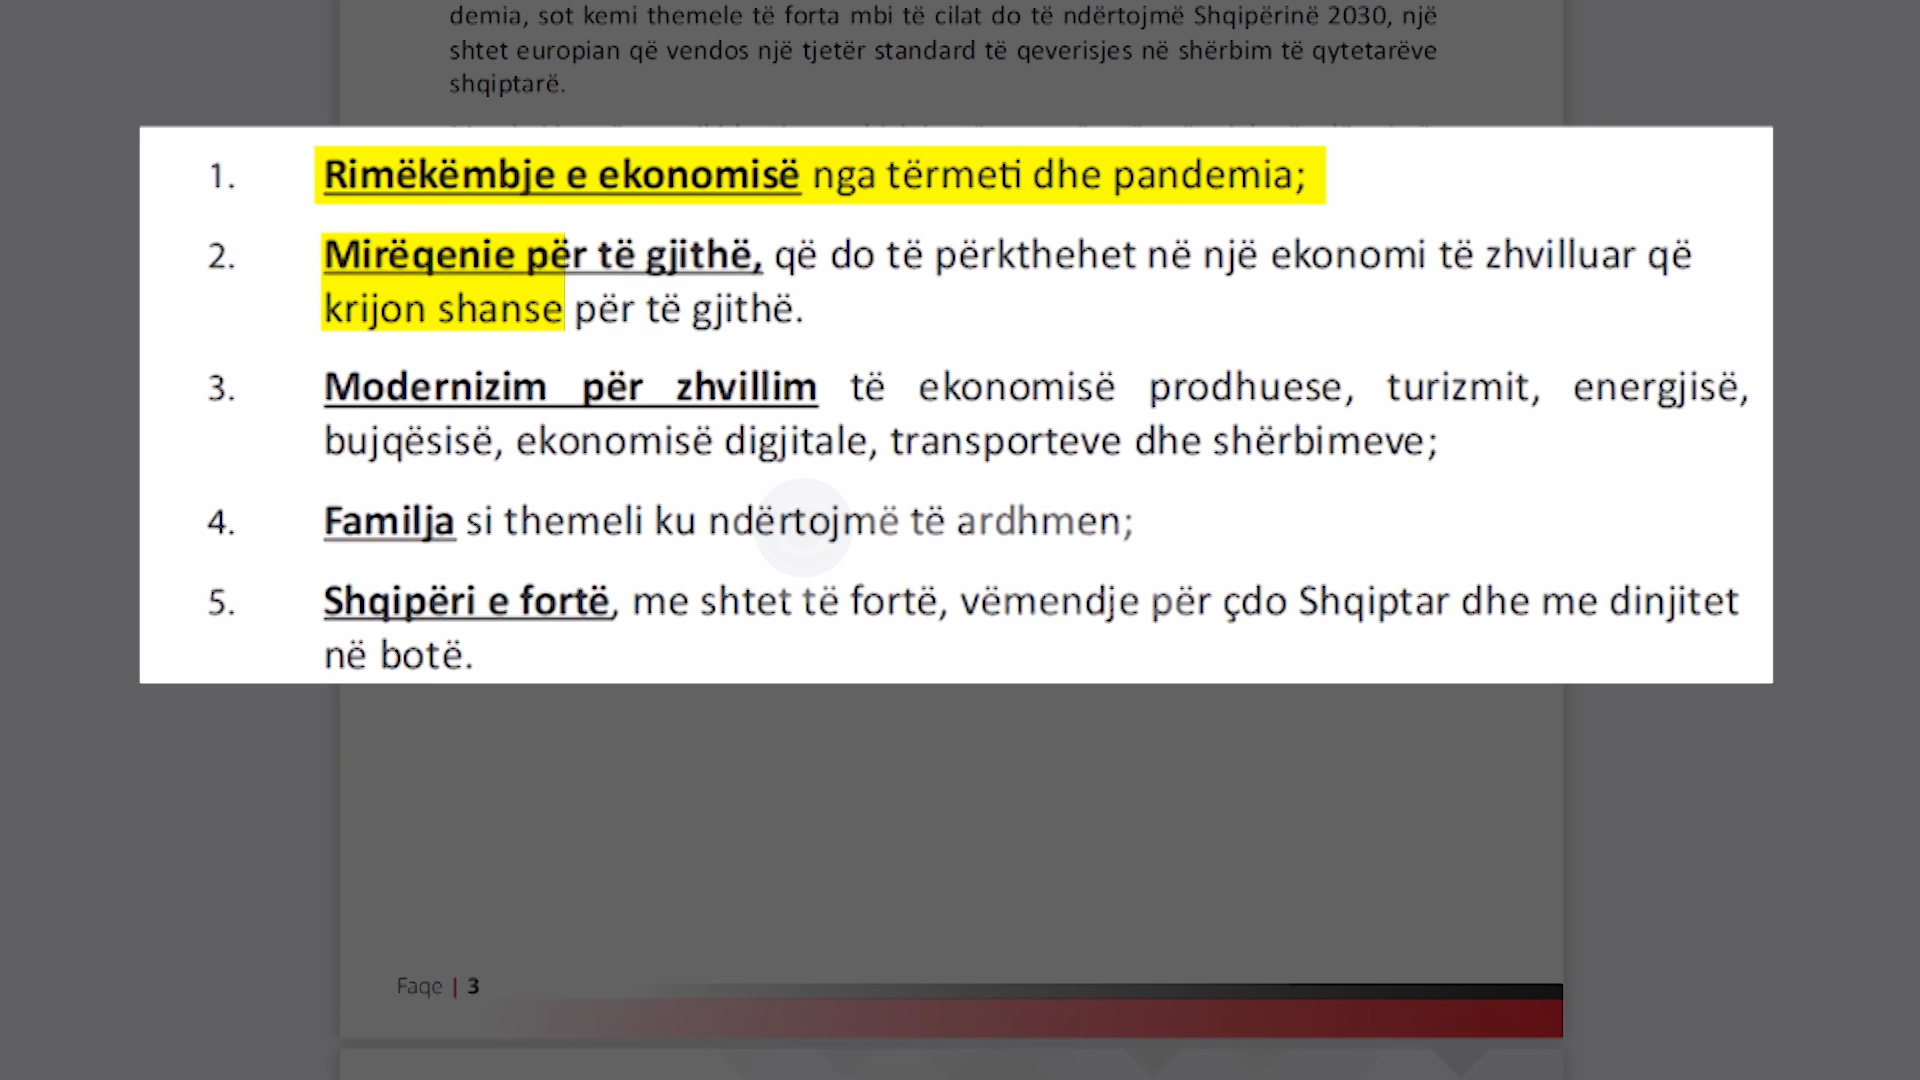 demia, sot kemi themele të forta mbi të cilat do të ndërtojmë Shqipërinë 2030, një
shtet europian që vendos një tjetër standard të qeverisjes në shërbim të qytetarëve
shqiptarë.
1. Rimëkëmbje e ekonomisë nga tërmeti dhe pandemia;
2. Mirëqenie për të gjithë, që do të përkthehet në një ekonomi të zhvilluar që
krijon shanse për të gjithë.
3. Modernizim për zhvillim të ekonomisë prodhuese, turizmit, energjisë,
bujqësisë, ekonomisë digjitale, transporteve dhe shërbimeve;
4. Familja si themeli ku ndërtojmë të ardhmen;
5. Shqipëri e fortë, me shtet të fortë, vëmendje për çdo Shqiptar dhe me dinjitet
në botë.
Faqe | 3